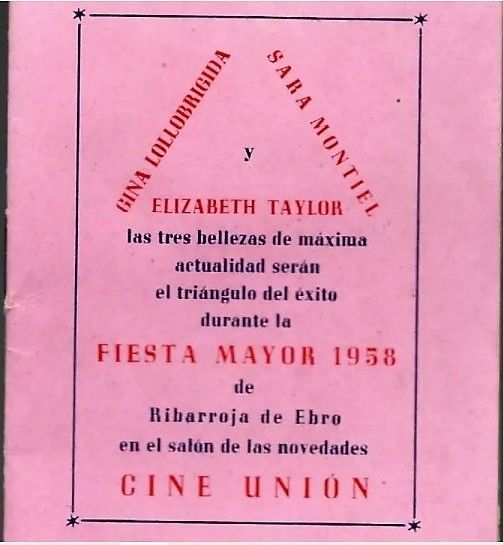 GINA LOLLOBRIGIDA
SARA MONTIEL
y
ELIZABETH TAYLOR
las tres bellezas de máxima
actualidad serán
el triángulo del éxito
durante la
FIESTA MAYOR 1958
de
Ribarroja de Ebro
en el salón de las novedades
CINE UNIÓN